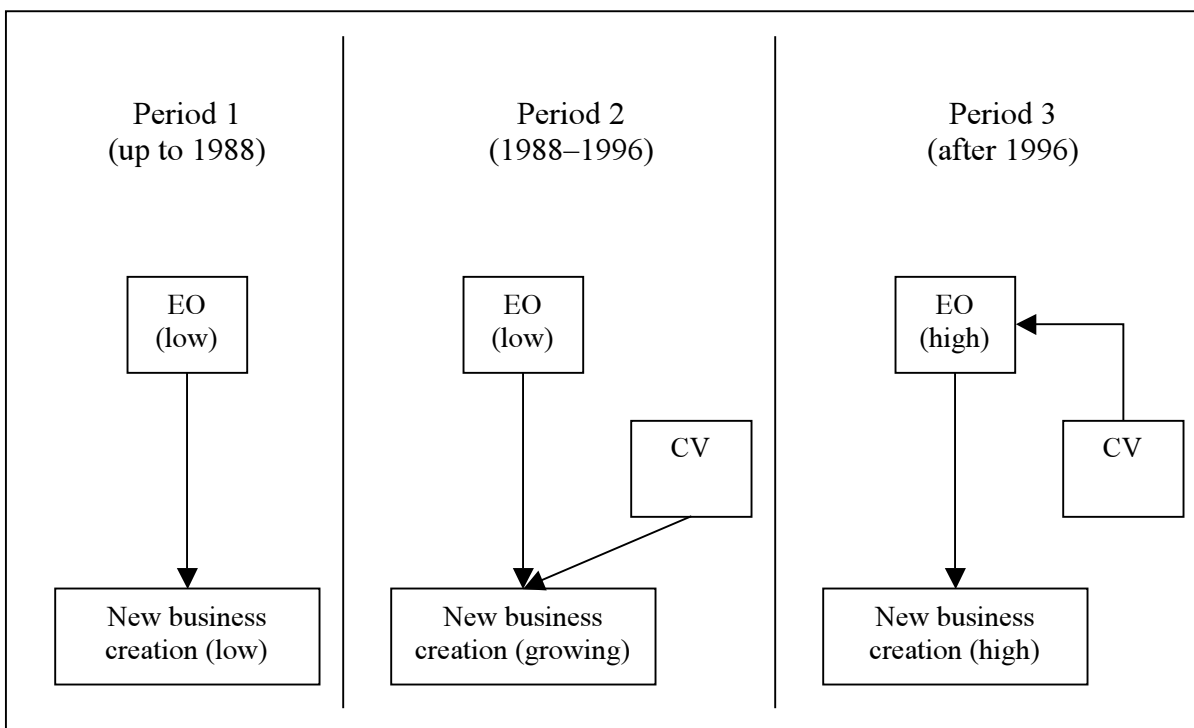 Period 1
(up to 1988)
EO
(low)
New business
creation (low)
Period 2
(1988–1996)
EO
(low)
CV
New business
creation (growing)
Period 3
(after 1996)
EO
(high)
CV
New business
creation (high)